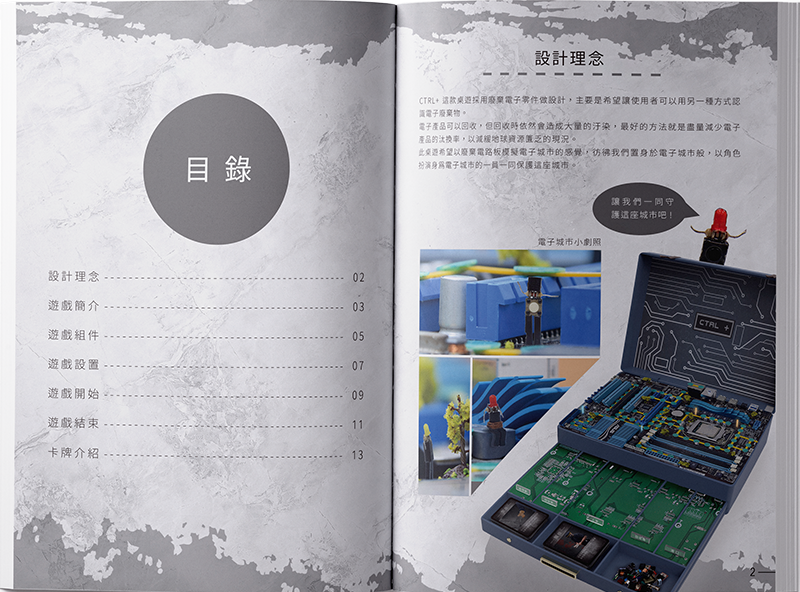 目錄
設計理念 02
遊戲簡介 03
遊戲組件 05
遊戲設置 07
遊戲開始 09
遊戲結束 11
卡牌介紹 13
設計理念
CTRL+ 這款桌遊採用廢棄電子零件做設計，主要是希望讓使用者可以用另一種方式認
識電子廢棄物。
電子產品可以回收，但回收時依然會造成大量的汙染，最好的方法就是盡量減少電子
產品的汰換率，以減緩地球資源匱乏的現況。
此桌遊希望以廢棄電路板模擬電子城市的感覺，彷彿我們置身於電子城市般，以角色
扮演身為電子城市的一員一同保護這座城市。
讓我們一同守
護這座城市吧！
電子城市小劇照
CTRL +
2